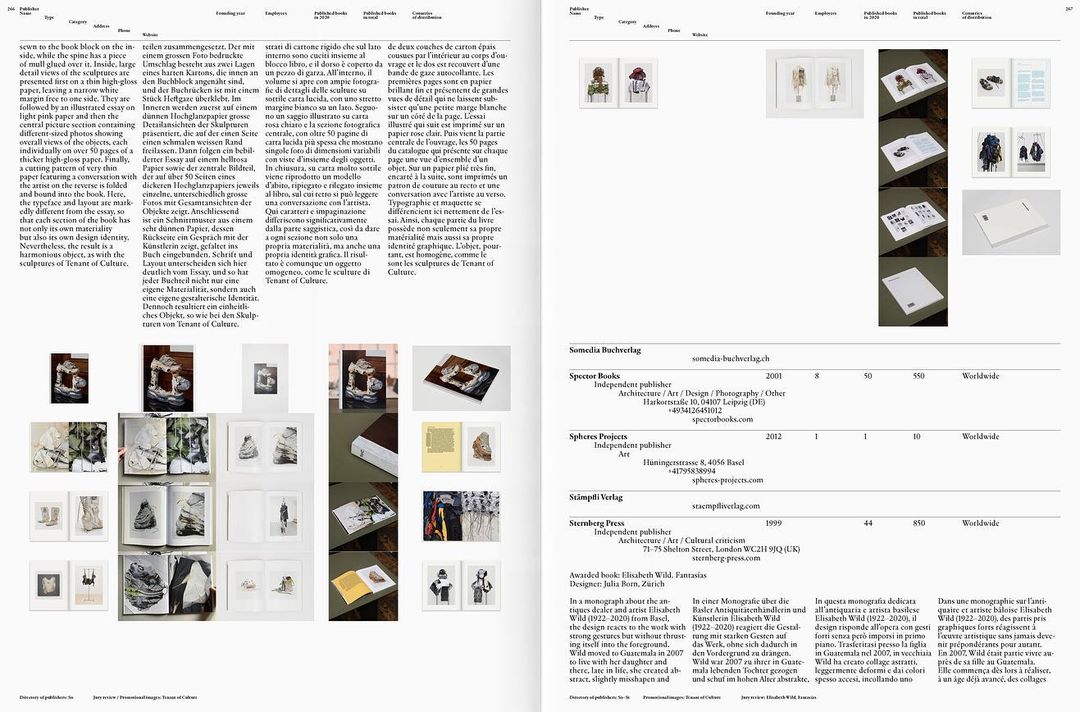 266 Publisher
Name
Type
Category
Address
Phone
Website
Founding year
Employees
Published books
in 2020
Published books
in total
Countries
of distribution
sewn to the book block on the in-
side, while the spine has a piece
of mull glued over it. Inside, large
detail views of the sculptures are
presented first on a thin high-gloss
paper, leaving a narrow white
margin free to one side. They are
followed by an illustrated essay on
light pink paper and then the
central picture section containing
different-sized photos showing
overall views of the objects, each
individually on over 50 pages of a
thicker high-gloss paper. Finally,
a cutting pattern of very thin
paper featuring a conversation with
the artist on the reverse is folded
and bound into the book. Here,
the typeface and layout are mark-
edly different from the essay, so
that each section of the book has
not only its own materiality
but also its own design identity.
Nevertheless, the result is a
harmonious object, as with the
sculptures of Tenant of Culture.
teilen zusammengesetzt. Der mit
einem grossen Foto bedruckte
Umschlag besteht aus zwei Lagen
eines harten Kartons, die innen an
den Buchblock angenäht sind,
und der Buchrücken ist mit einem
Stück Heftgaze überklebt. Im
Inneren werden zuerst auf einem
dünnen Hochglanzpapier grosse
Detailansichten der Skulpturen
präsentiert, die auf der einen Seite
einen schmalen weissen Rand
freilassen. Dann folgen ein bebil-
derter Essay auf einem hellrosa
Papier sowie der zentrale Bildteil,
der auf über 50 Seiten eines
dickeren Hochglanzpapiers jeweils
einzelne, unterschiedlich grosse
Fotos mit Gesamtansichten der
Objekte zeigt. Anschliessend
ist ein Schnittmuster aus einem
sehr dünnen Papier, dessen
Rückseite ein Gespräch mit der
Künstlerin zeigt, gefaltet ins
Buch eingebunden. Schrift und
Layout unterscheiden sich hier
deutlich vom Essay, und so hat
jeder Buchteil nicht nur eine
eigene Materialität, sondern auch
eine eigene gestalterische Identität.
Dennoch resultiert ein einheitli-
ches Objekt, so wie bei den Skulp-
turen von Tenant of Culture.
strati di cartone rigido che sul lato
interno sono cuciti insieme al
blocco libro, e il dorso è coperto da
un pezzo di garza. All'interno, il
volume si apre con ampie fotogra-
fie di dettagli delle sculture su
sottile carta lucida, con uno stretto
margine bianco su un lato. Seguo-
no un saggio illustrato su carta
rosa chiaro e la sezione fotografica
centrale, con oltre 50 pagine di
carta lucida più spessa che mostrano
singole foto di dimensioni variabili
con viste d'insieme degli oggetti.
In chiusura, su carta molto sottile
viene riprodotto un modello
d'abito, ripiegato e rilegato insieme
al libro, sul cui retro si può leggere
una conversazione con l'artista.
Qui caratteri e impaginazione
differiscono significativamente
dalla parte saggistica, così da dare
a ogni sezione non solo una
propria materialità, ma anche una
propria identità grafica. Il risul-
tato è comunque un oggetto
omogeneo, come le sculture di
Tenant of Culture.
de deux couches de carton épais
cousues par l'intérieur au corps d'ou-
vrage et le dos est recouvert d'une
bande de gaze autocollante. Les
premières pages sont en papier
brillant fin et présentent de grandes
vues de détail qui ne laissent sub-
sister qu'une petite marge blanche
sur un côté de la page. L'essai
illustré qui suit est imprimé sur un
papier rose clair. Puis vient la partie
centrale de l'ouvrage, les 50 pages
du catalogue qui présente sur chaque
page une vue d'ensemble d'un
objet. Sur un papier plié très fin,
encarté à la suite, sont imprimés un
patron de couture au recto et une
conversation avec l'artiste au verso.
Typographie et maquette se
différencient ici nettement de l'es-
sai. Ainsi, chaque partie du livre
possède non seulement sa propre
matérialité mais aussi sa propre
identité graphique. L'objet, pour-
tant, est homogène, comme le
sont les sculptures de Tenant of
Culture.
Directory of publishers: So
Jury review / Promotional images: Tenant of Culture
Publisher
Name
Type
Category
Address
Phone
Website
Founding year
Employees
Published books
in 2020
Published books
in total
Countries
of distribution
267
Somedia Buchverlag
somedia-buchverlag.ch
Spector Books 2001 8 50 550 Worldwide
Independent publisher
Architecture / Art / Design / Photography / Other
Harkortstraße 10, 04107 Leipzig (DE)
+4934126451012
spectorbooks.com
Spheres Projects 2012 1 1 10 Worldwide
Independent publisher
Art
Hüningerstrasse 8, 4056 Basel
+41795838994
spheres-projects.com
Stämpfli Verlag
staempfliverlag.com
Sternberg Press 1999 44 850 Worldwide
Independent publisher
Architecture / Art / Cultural criticism
71–75 Shelton Street, London WC2H 9JQ (UK)
sternberg-press.com
Awarded book: Elisabeth Wild. Fantasías
Designer: Julia Born, Zürich
In a monograph about the an-
tiques dealer and artist Elisabeth
Wild (1922–2020) from Basel,
the design reacts to the work with
strong gestures but without thrust-
ing itself into the foreground.
Wild moved to Guatemala in 2007
to live with her daughter and
there, late in life, she created ab-
stract, slightly misshapen and
In einer Monografie über die
Basler Antiquitätenhändlerin und
Künstlerin Elisabeth Wild
(1922–2020) reagiert die Gestal-
tung mit starken Gesten auf
das Werk, ohne sich dadurch in
den Vordergrund zu drängen.
Wild war 2007 zu ihrer in Guate-
mala lebenden Tochter gezogen
und schuf im hohen Alter abstrakte,
In questa monografia dedicata
all'antiquaria e artista basilese
Elisabeth Wild (1922–2020), il
design risponde all'opera con gesti
forti senza però imporsi in primo
piano. Trasferitasi presso la figlia
in Guatemala nel 2007, in vecchiaia
Wild ha creato collage astratti,
leggermente deformi e dai colori
spesso accesi, incollando uno
Dans une monographie sur l'anti-
quaire et artiste bâloise Elisabeth
Wild (1922–2020), des partis pris
graphiques forts réagissent à
l'œuvre artistique sans jamais deve-
nir prépondérants pour autant.
En 2007, Wild était partie vivre au-
près de sa fille au Guatemala.
Elle commença dès lors à réaliser,
à un âge déjà avancé, des collages
Directory of publishers: So–St
Promotional images: Tenant of Culture
Jury review: Elisabeth Wild. Fantasías